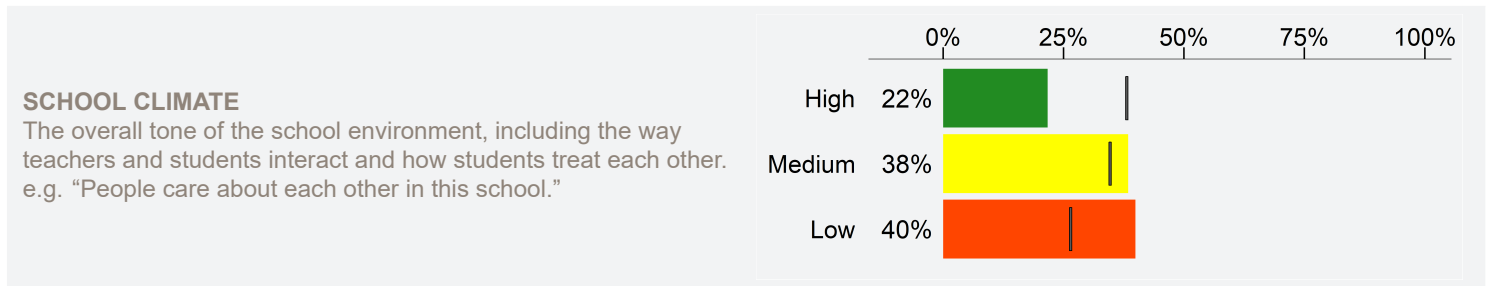 SCHOOL CLIMATE
The overall tone of the school environment, including the way
teachers and students interact and how students treat each other.
e.g. “People care about each other in this school.”
0% 25% 50% 75% 100%
High 22%
Medium 38%
Low 40%